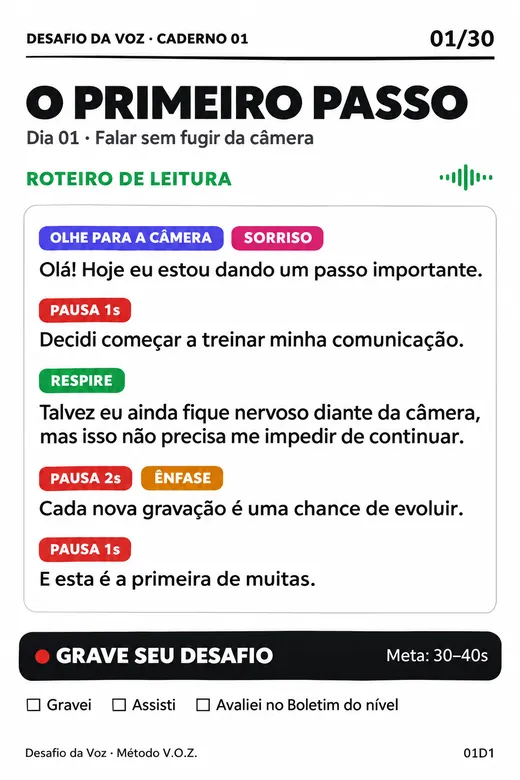 DESAFIO DA VOZ · CADERNO 01
01/30
O PRIMEIRO PASSO
Dia 01 · Falar sem fugir da câmera
ROTEIRO DE LEITURA
OLHE PARA A CÂMERA SORRISO
Olá! Hoje eu estou dando um passo importante.
PAUSA 1s
Decidi começar a treinar minha comunicação.
RESPIRE
Talvez eu ainda fique nervoso diante da câmera,
mas isso não precisa me impedir de continuar.
PAUSA 2s ÊNFASE
Cada nova gravação é uma chance de evoluir.
PAUSA 1s
E esta é a primeira de muitas.
GRAVE SEU DESAFIO
Meta: 30–40s
Gravei
Assisti
Avaliei no Boletim do nível
Desafio da Voz · Método V.O.Z.
01D1